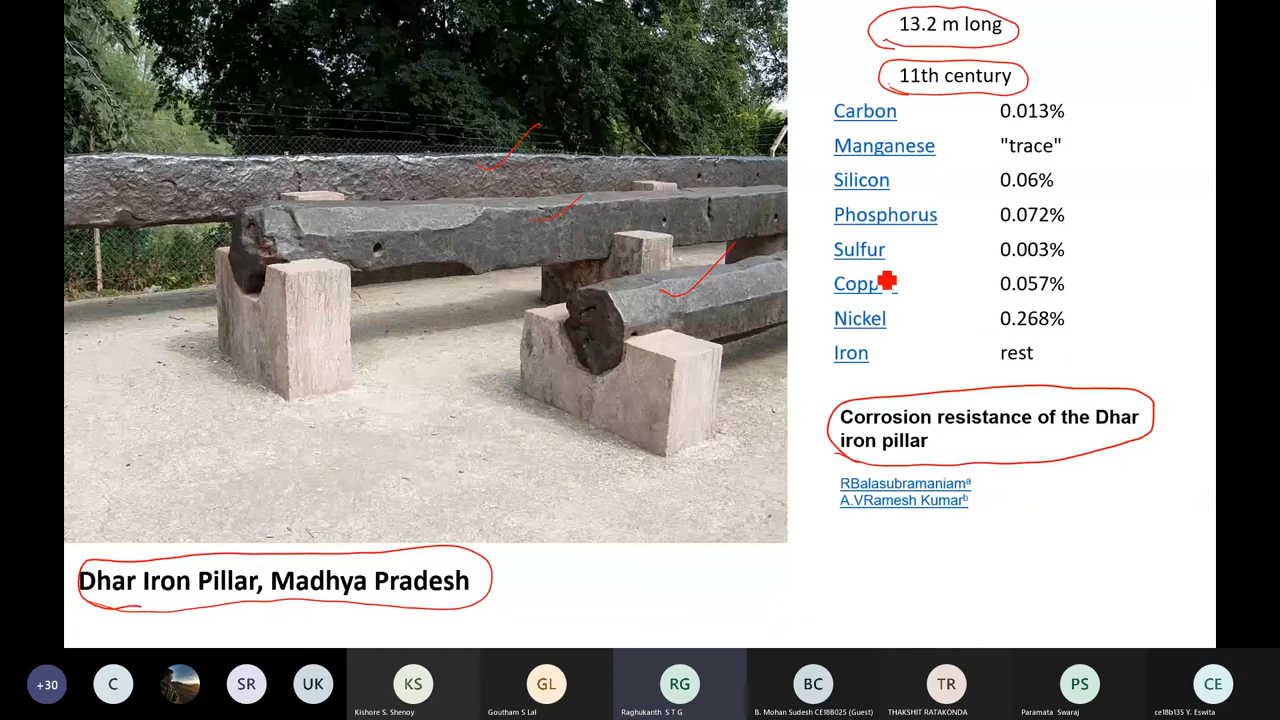 13.2 m long
11th century
Carbon 0.013%
Manganese "trace"
Silicon 0.06%
Phosphorus 0.072%
Sulfur 0.003%
0.057%
Nickel 0.268%
Iron rest
Corrosion resistance of the Dhar
iron pillar
RBalasubramaniamᵃ
A.VRamesh Kumarᵇ
Dhar Iron Pillar, Madhya Pradesh
+30 C SR UK KS GL RG BC TR PS CE
Kishore S. Shenoy Goutham S Lal Raghukanth S T G B. Mohan Sudesh CE18B025 (Guest) THAKSHIT RATAKONDA Paramata Swaraj ce18b135 Y. Eswita